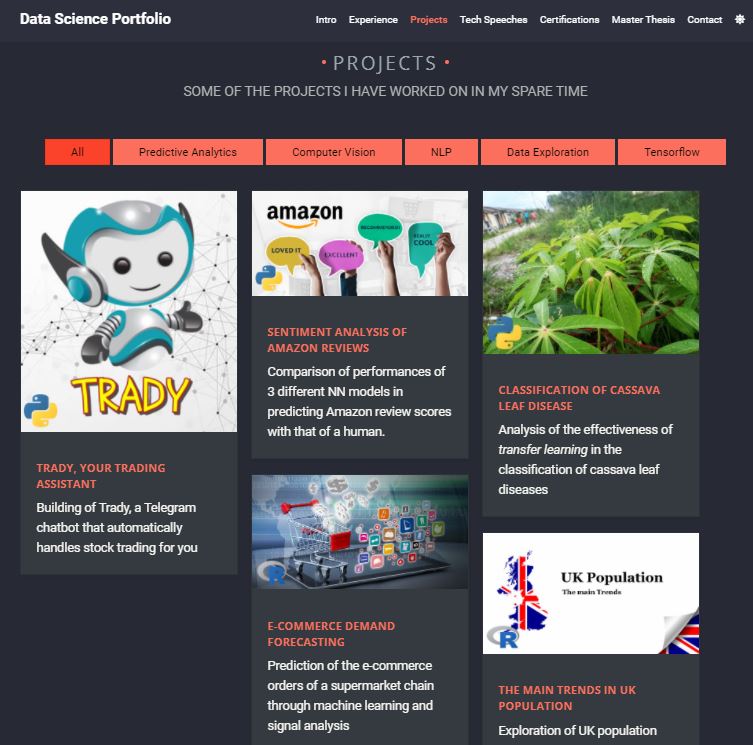 Data Science Portfolio
Intro Experience Projects Tech Speeches Certifications Master Thesis Contact
PROJECTS
SOME OF THE PROJECTS I HAVE WORKED ON IN MY SPARE TIME
All Predictive Analytics Computer Vision NLP Data Exploration Tensorflow
TRADY
TRADY, YOUR TRADING
ASSISTANT
Building of Trady, a Telegram
chatbot that automatically
handles stock trading for you
amazon
LOVED IT
EXCELLENT
REALLY
COOL
SENTIMENT ANALYSIS OF
AMAZON REVIEWS
Comparison of performances of
3 different NN models in
predicting Amazon review scores
with that of a human.
R
E-COMMERCE DEMAND
FORECASTING
Prediction of the e-commerce
orders of a supermarket chain
through machine learning and
signal analysis
CLASSIFICATION OF CASSAVA
LEAF DISEASE
Analysis of the effectiveness of
transfer learning in the
classification of cassava leaf
diseases
UK Population
The main Trends
R
THE MAIN TRENDS IN UK
POPULATION
Exploration of UK population